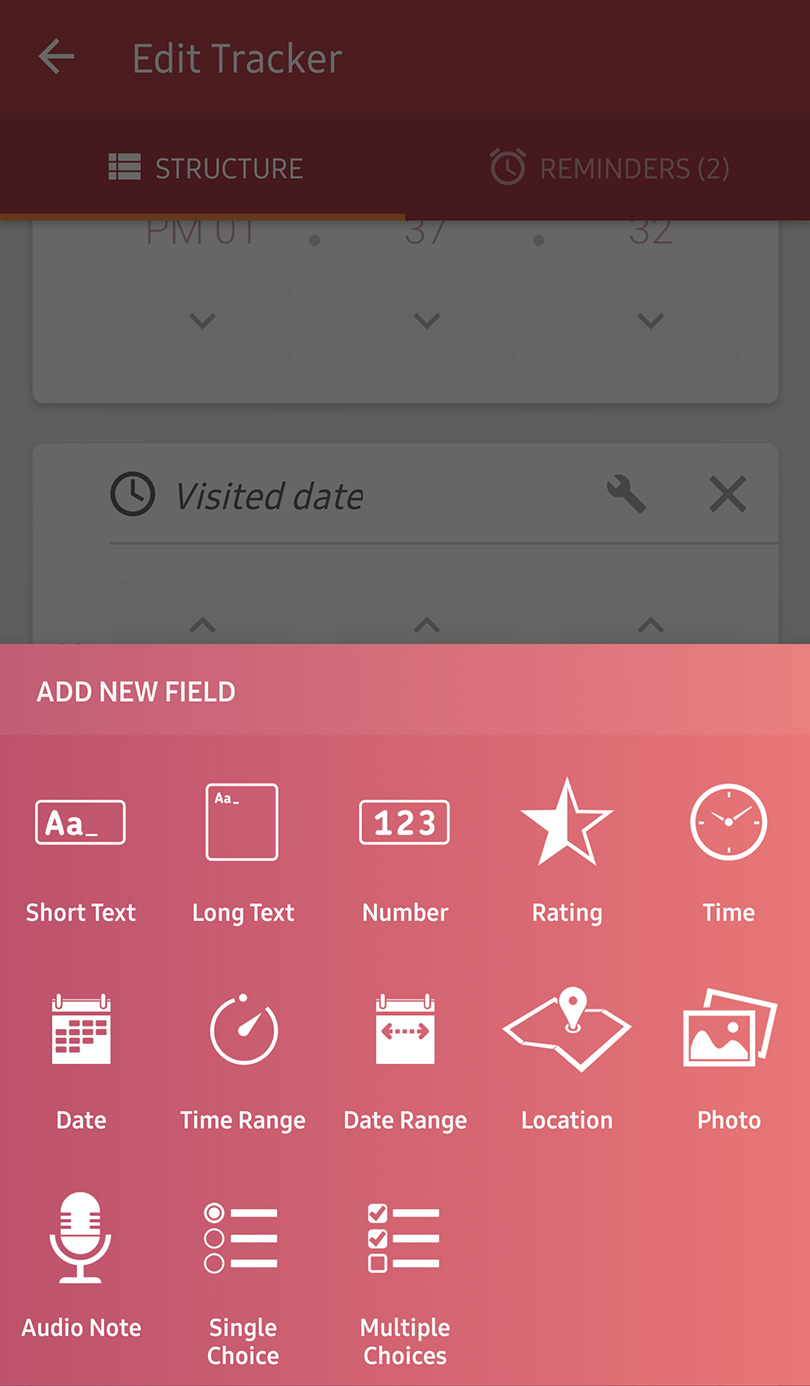 Edit Tracker
STRUCTURE REMINDERS (2)
PM 01 37 32
Visited date
ADD NEW FIELD
Aa_ Aa_ 123
Short Text Long Text Number Rating Time
Date Time Range Date Range Location Photo
Audio Note Single Choice Multiple Choices